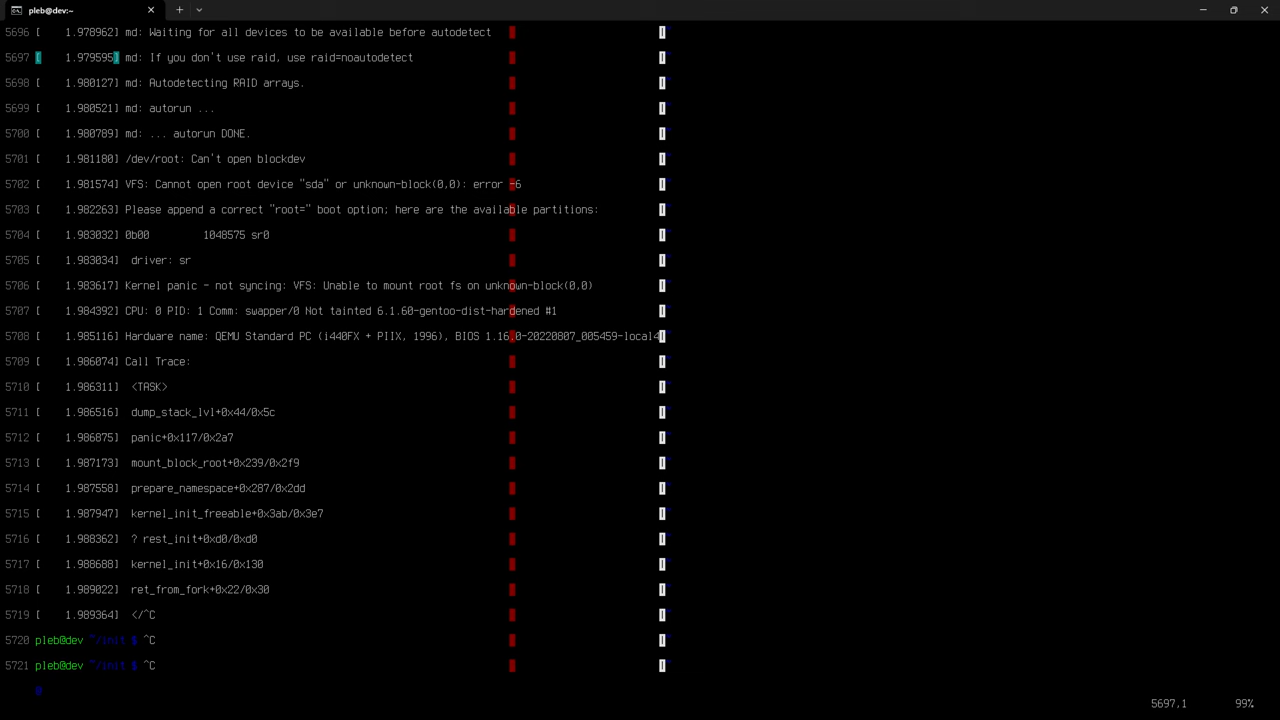 pleb@dev:~
5696 [    1.978962] md: Waiting for all devices to be available before autodetect
5697 [    1.979595] md: If you don't use raid, use raid=noautodetect
5698 [    1.980127] md: Autodetecting RAID arrays.
5699 [    1.980521] md: autorun ...
5700 [    1.980789] md: ... autorun DONE.
5701 [    1.981180] /dev/root: Can't open blockdev
5702 [    1.981574] VFS: Cannot open root device "sda" or unknown-block(0,0): error -6
5703 [    1.982263] Please append a correct "root=" boot option; here are the available partitions:
5704 [    1.983032] 0b00         1048575 sr0
5705 [    1.983034]  driver: sr
5706 [    1.983617] Kernel panic - not syncing: VFS: Unable to mount root fs on unknown-block(0,0)
5707 [    1.984392] CPU: 0 PID: 1 Comm: swapper/0 Not tainted 6.1.60-gentoo-dist-hardened #1
5708 [    1.985116] Hardware name: QEMU Standard PC (i440FX + PIIX, 1996), BIOS 1.16.0-20220807_005459-local4
5709 [    1.986074] Call Trace:
5710 [    1.986311]  <TASK>
5711 [    1.986516]  dump_stack_lvl+0x44/0x5c
5712 [    1.986875]  panic+0x117/0x2a7
5713 [    1.987173]  mount_block_root+0x239/0x2f9
5714 [    1.987558]  prepare_namespace+0x287/0x2dd
5715 [    1.987947]  kernel_init_freeable+0x3ab/0x3e7
5716 [    1.988362]  ? rest_init+0xd0/0xd0
5717 [    1.988688]  kernel_init+0x16/0x130
5718 [    1.989022]  ret_from_fork+0x22/0x30
5719 [    1.989364]  </^C
5720 pleb@dev ~/init $ ^C
5721 pleb@dev ~/init $ ^C
@
5697,1 99%